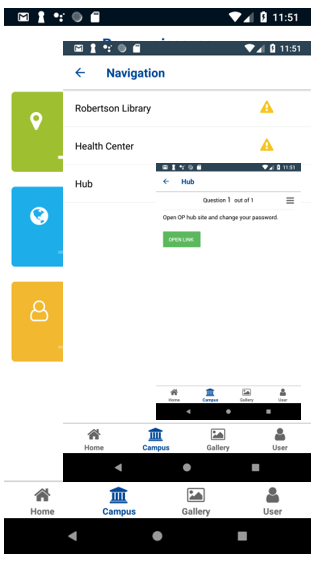 11:51
11:51
Navigation
Robertson Library
Health Center
Hub
11:51
Hub
Question 1 out of 1
Open OP hub site and change your password.
OPEN LINK
Home Campus Gallery User
Home Campus Gallery User
Home Campus Gallery User